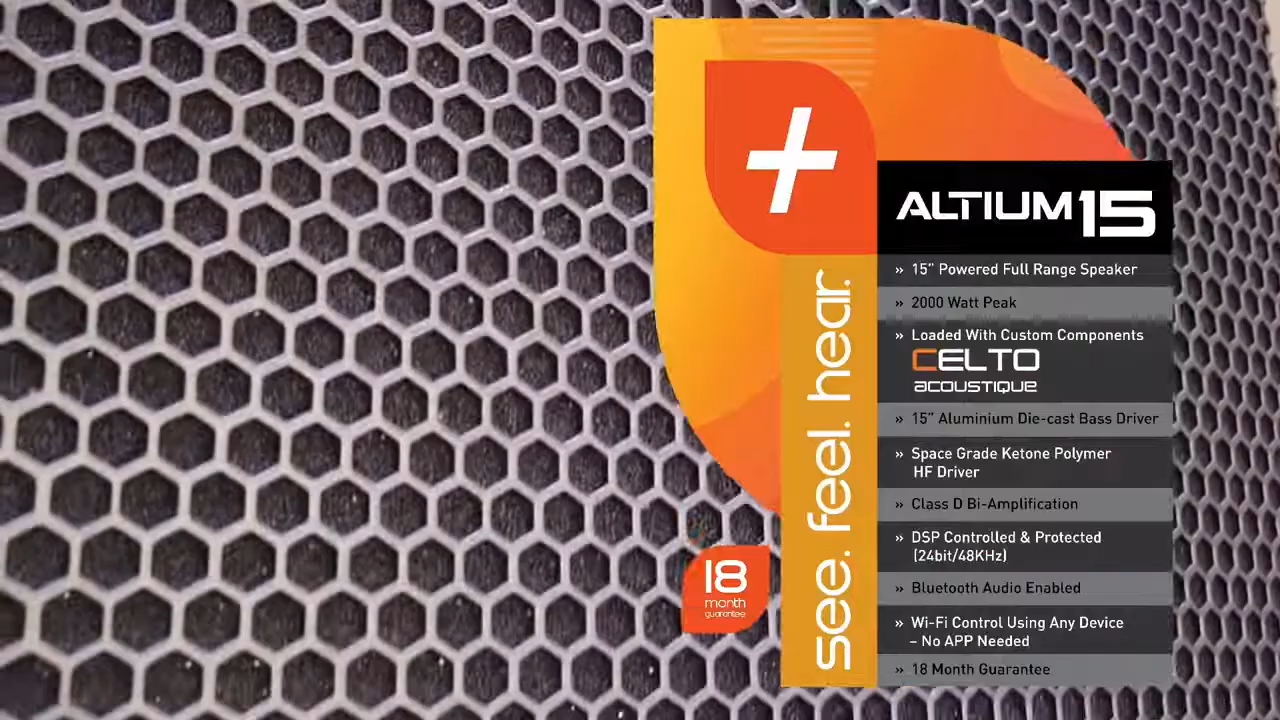 +
ALTIUM15
» 15" Powered Full Range Speaker
» 2000 Watt Peak
» Loaded With Custom Components
CELTO
acoustique
» 15" Aluminium Die-cast Bass Driver
» Space Grade Ketone Polymer
HF Driver
» Class D Bi-Amplification
» DSP Controlled & Protected
(24bit/48KHz)
» Bluetooth Audio Enabled
» Wi-Fi Control Using Any Device
– No APP Needed
» 18 Month Guarantee
see. feel. hear.
18
month
guarantee